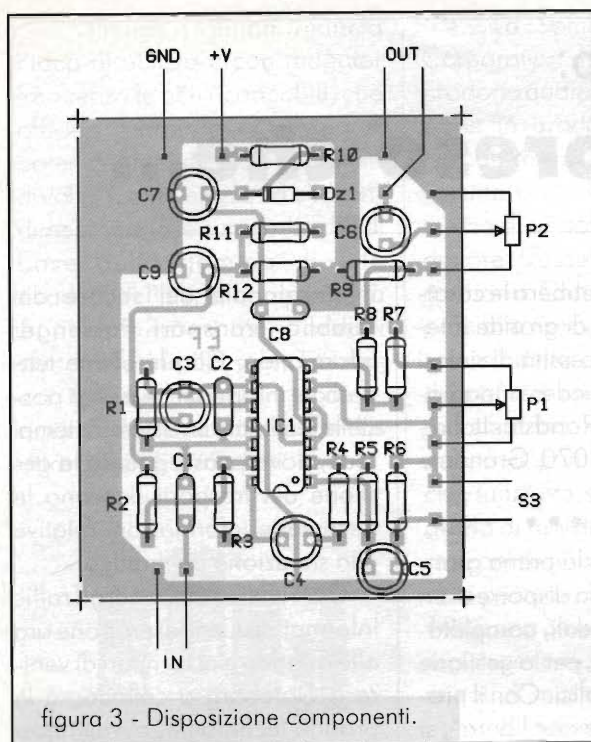 GND +V OUT
R10
C7 Dz1
C6 P2
R11
C9
R12 R9
C8 R8 R7
C3 C2
R1 IC1 P1
R4 R5 R6
C1
R2 S3
R3
C4 C5
IN
figura 3 - Disposizione componenti.